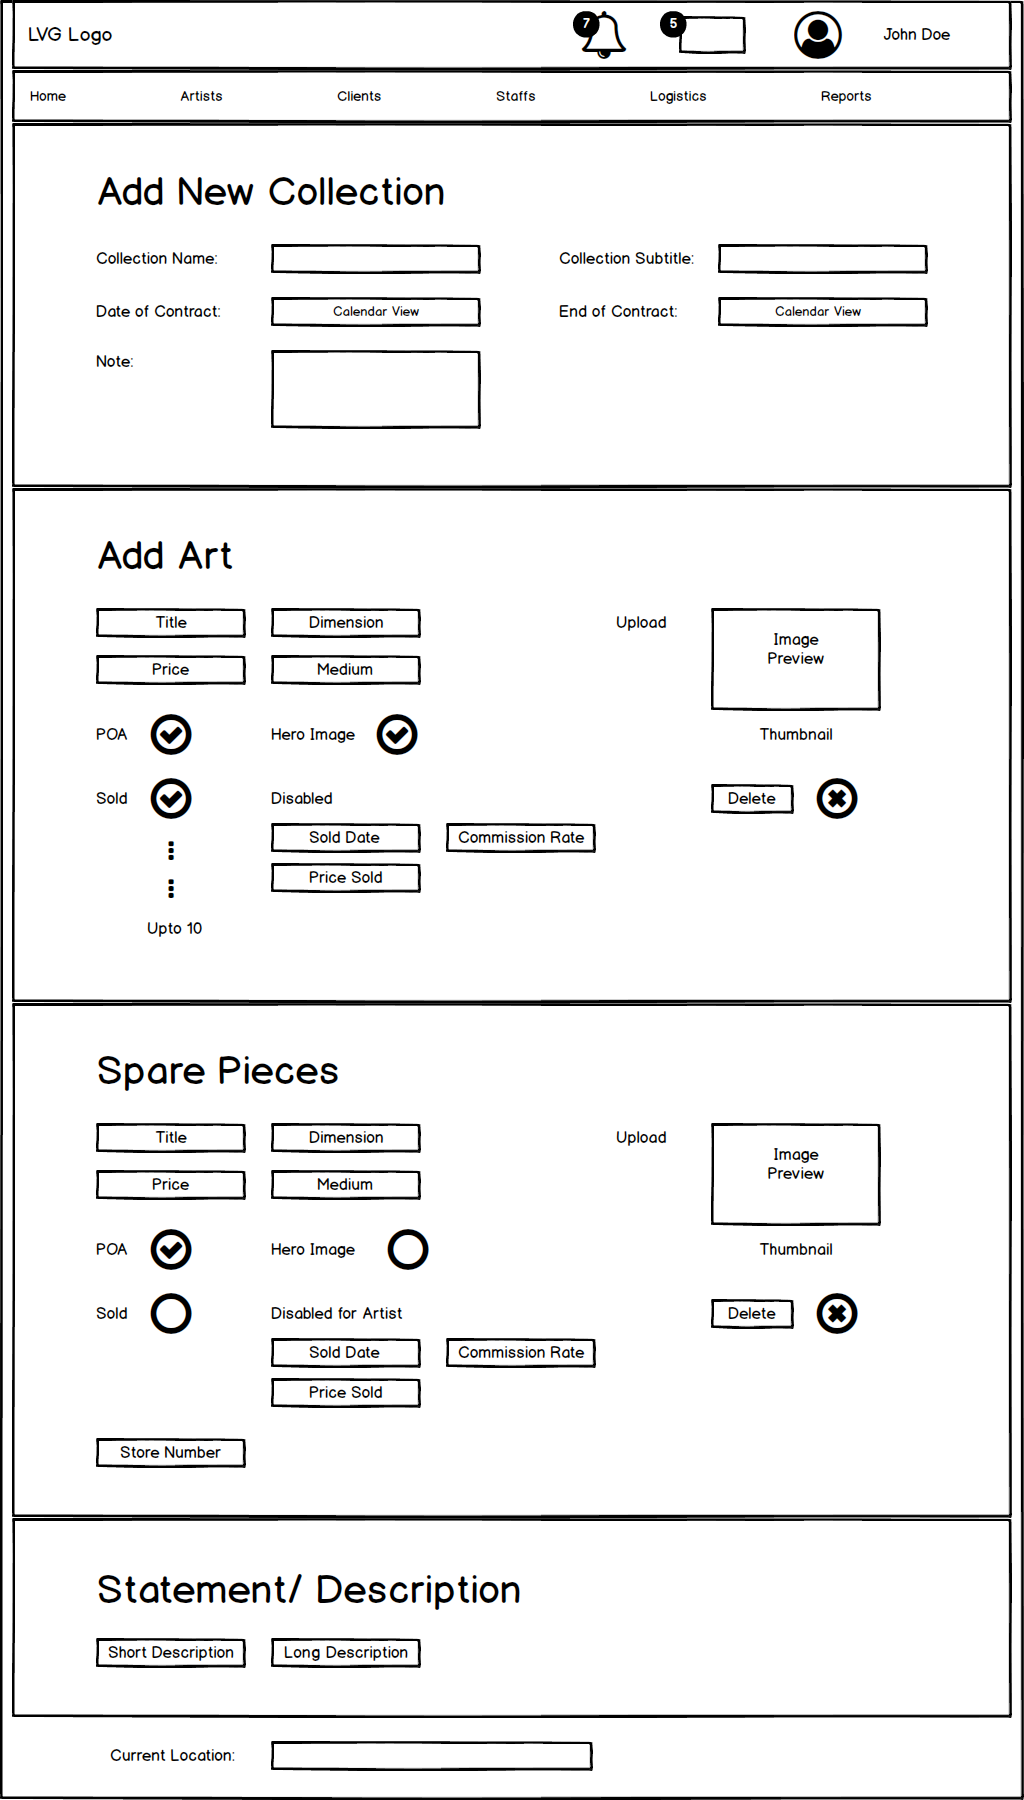 LVG Logo
7
5
John Doe
Home
Artists
Clients
Staffs
Logistics
Reports
Add New Collection
Collection Name:
Collection Subtitle:
Date of Contract:
Calendar View
End of Contract:
Calendar View
Note:
Add Art
Title
Dimension
Upload
Image
Preview
Price
Medium
POA
Hero Image
Thumbnail
Sold
Disabled
Delete
Sold Date
Commission Rate
Price Sold
Upto 10
Spare Pieces
Title
Dimension
Upload
Image
Preview
Price
Medium
POA
Hero Image
Thumbnail
Sold
Disabled for Artist
Delete
Sold Date
Commission Rate
Price Sold
Store Number
Statement/ Description
Short Description
Long Description
Current Location: